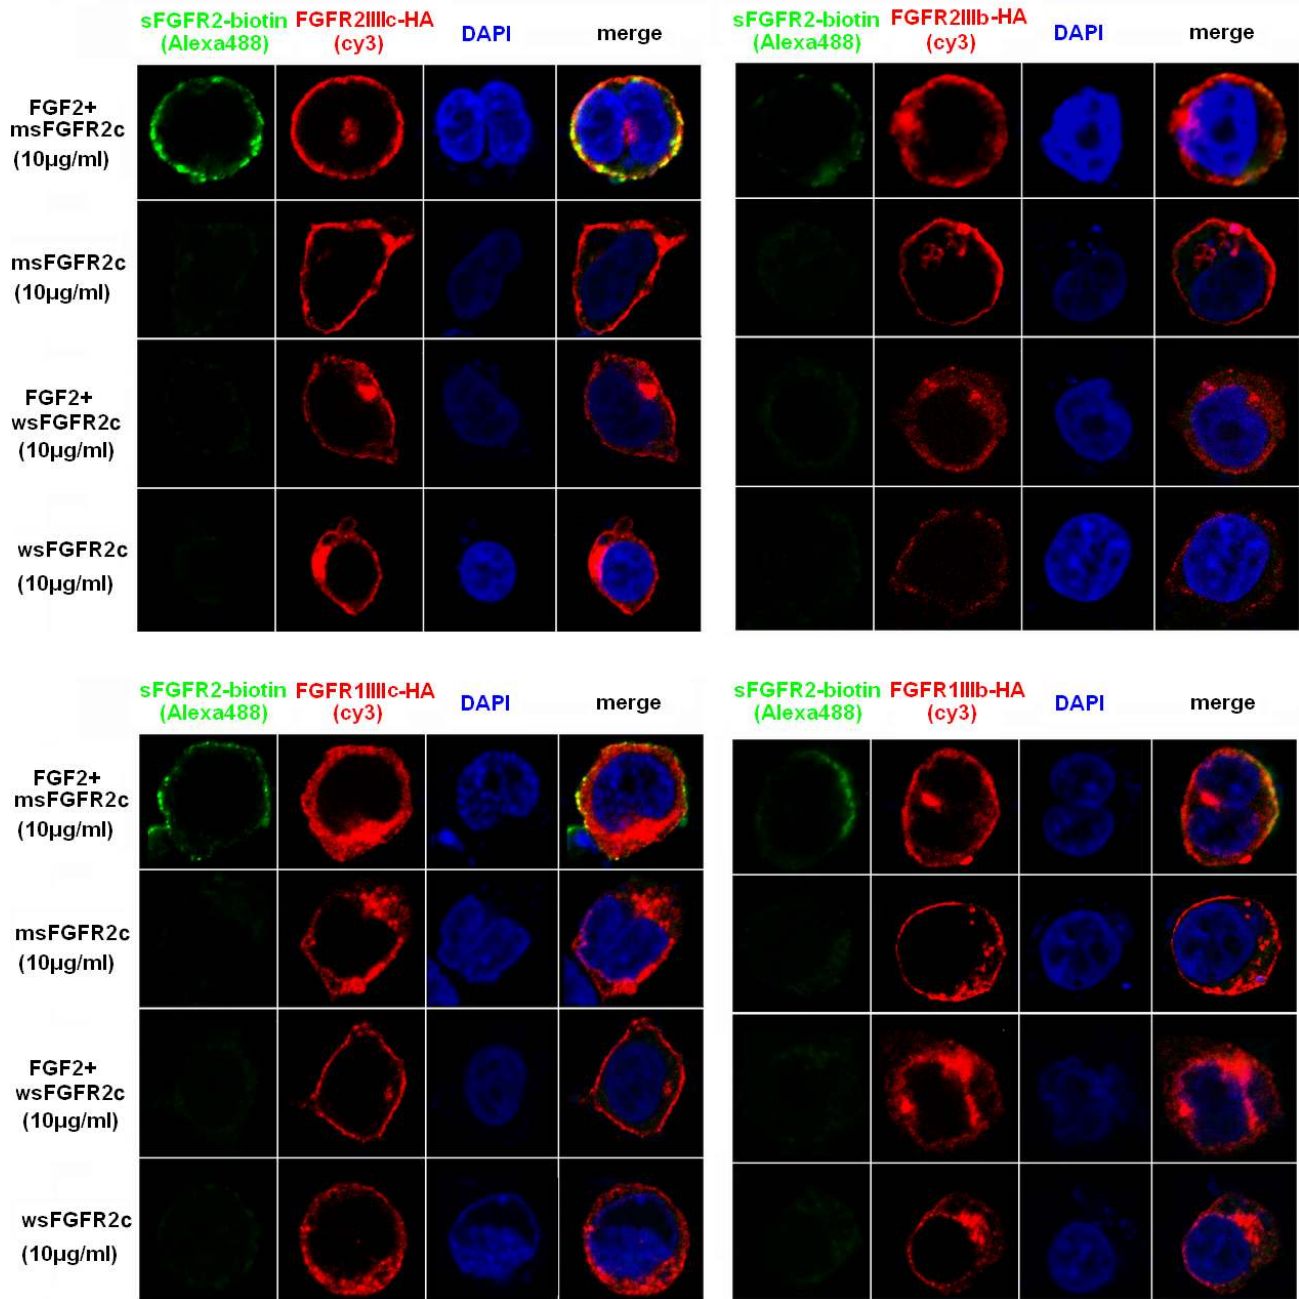 sFGFR2-biotin FGFR2IIIc-HA DAPI merge
(Alexa488) (cy3)
sFGFR2-biotin FGFR2IIIb-HA DAPI merge
(Alexa488) (cy3)
FGF2+
msFGFR2c
(10μg/ml)
msFGFR2c
(10μg/ml)
FGF2+
wsFGFR2c
(10μg/ml)
wsFGFR2c
(10μg/ml)
sFGFR2-biotin FGFR1IIIc-HA DAPI merge
(Alexa488) (cy3)
sFGFR2-biotin FGFR1IIIb-HA DAPI merge
(Alexa488) (cy3)
FGF2+
msFGFR2c
(10μg/ml)
msFGFR2c
(10μg/ml)
FGF2+
wsFGFR2c
(10μg/ml)
wsFGFR2c
(10μg/ml)